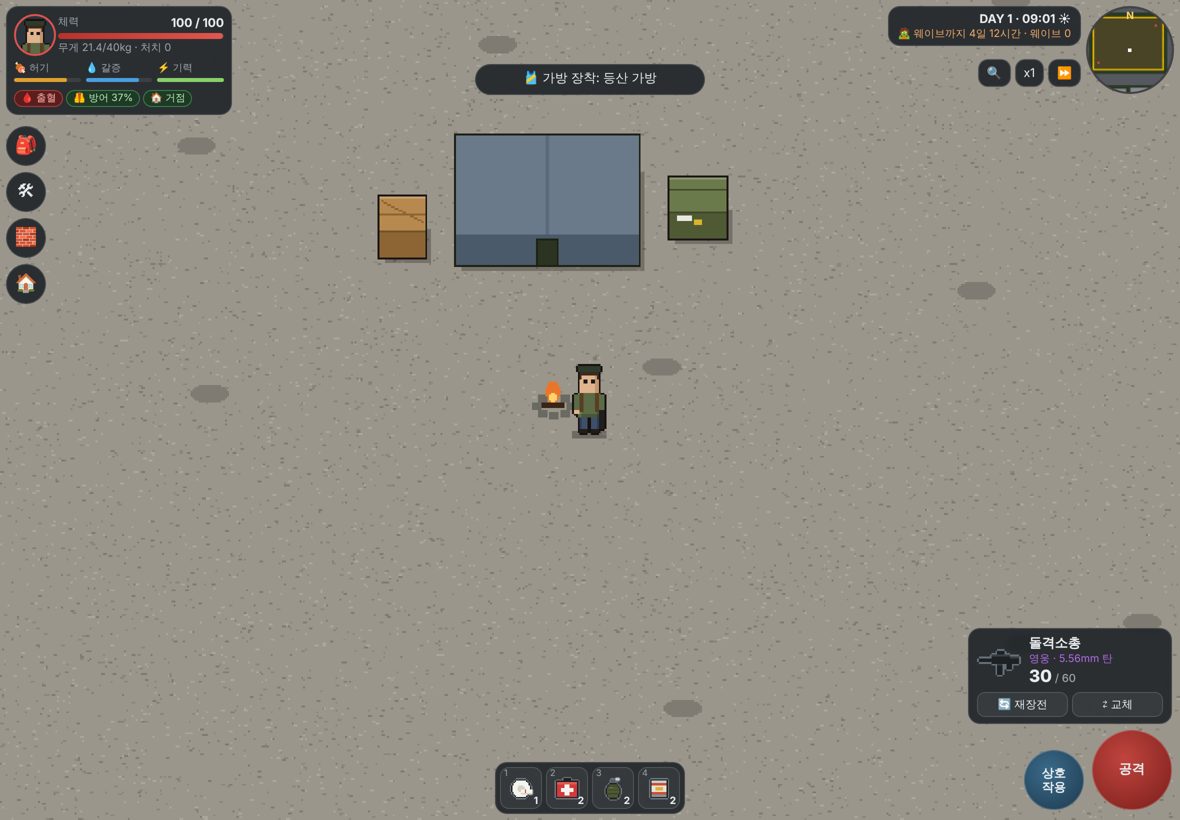 체력 100 / 100
무게 21.4/40kg · 처치 0
허기 갈증 기력
출혈 방어 37% 거점
가방 장착: 등산 가방
DAY 1 · 09:01
웨이브까지 4일 12시간 · 웨이브 0
x1
N
돌격소총
영웅 · 5.56mm 탄
30 / 60
재장전 교체
공격
상호
작용
1 2 3 4
1 2 2 2